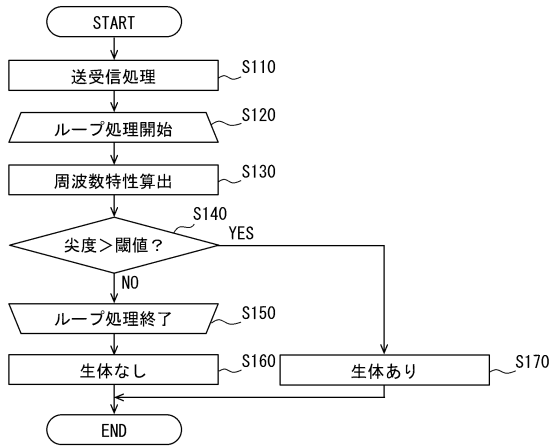 START
送受信処理
S110
ループ処理開始
S120
周波数特性算出
S130
尖度＞閾値？
S140
YES
NO
ループ処理終了
S150
生体なし
S160
生体あり
S170
END